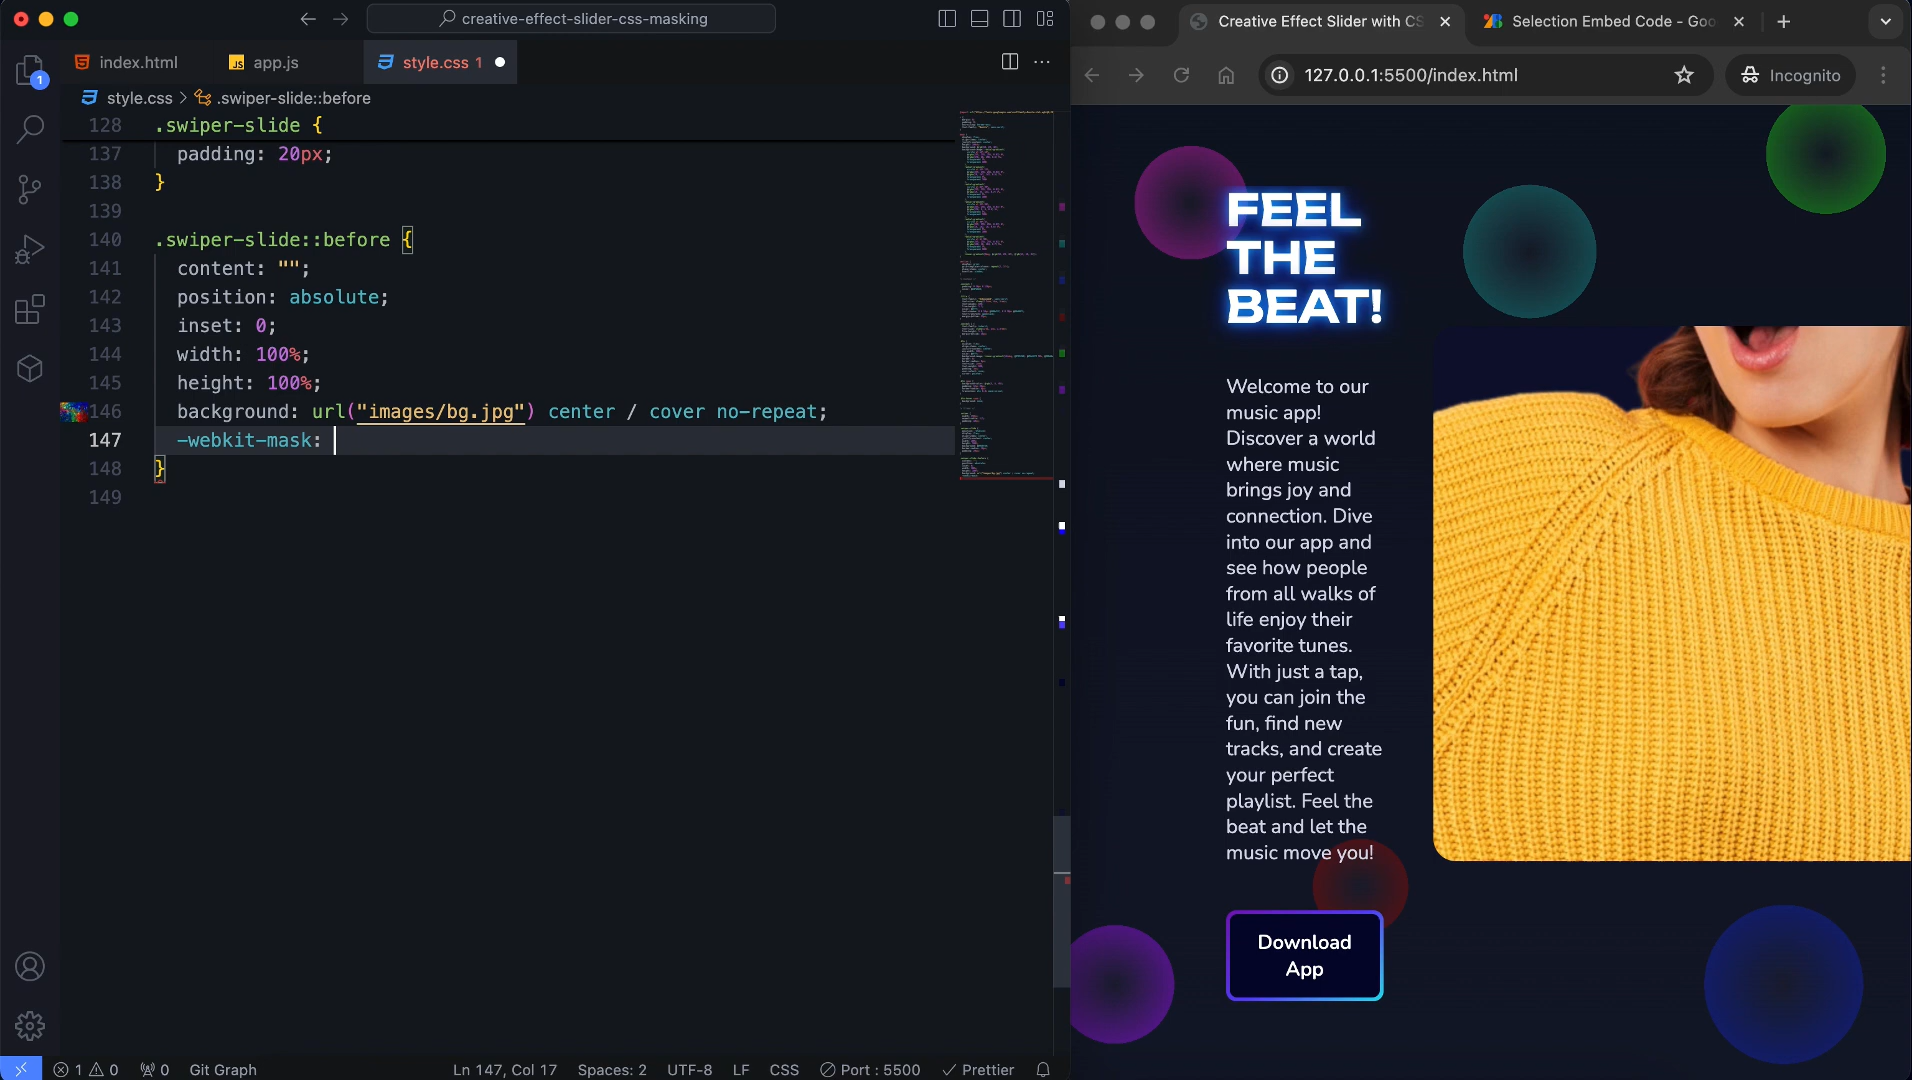 creative-effect-slider-css-masking
index.html
app.js
style.css 1
style.css > .swiper-slide::before
128 .swiper-slide {
137 padding: 20px;
138 }
139
140 .swiper-slide::before {
141 content: "";
142 position: absolute;
143 inset: 0;
144 width: 100%;
145 height: 100%;
146 background: url("images/bg.jpg") center / cover no-repeat;
147 -webkit-mask:
148 }
149
1
1 0 0 Git Graph Ln 147, Col 17 Spaces: 2 UTF-8 LF CSS Port : 5500 Prettier
Creative Effect Slider with CS
Selection Embed Code - Goo
127.0.0.1:5500/index.html
Incognito
FEEL
THE
BEAT!
Welcome to our
music app!
Discover a world
where music
brings joy and
connection. Dive
into our app and
see how people
from all walks of
life enjoy their
favorite tunes.
With just a tap,
you can join the
fun, find new
tracks, and create
your perfect
playlist. Feel the
beat and let the
music move you!
Download
App